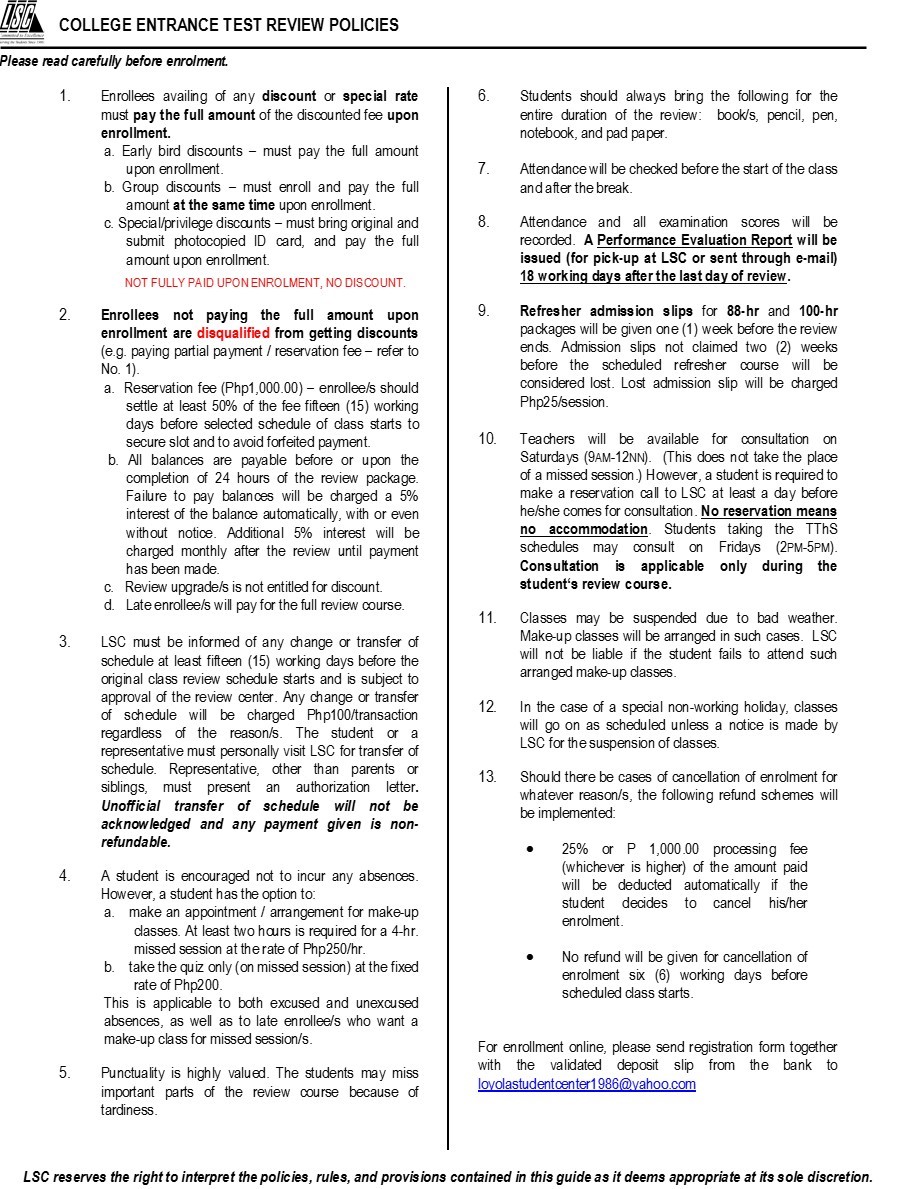 LSC
COLLEGE ENTRANCE TEST REVIEW POLICIES
Please read carefully before enrolment.
1. Enrollees availing of any discount or special rate
must pay the full amount of the discounted fee upon
enrollment.
a. Early bird discounts – must pay the full amount
upon enrollment.
b. Group discounts – must enroll and pay the full
amount at the same time upon enrollment.
c. Special/privilege discounts – must bring original and
submit photocopied ID card, and pay the full
amount upon enrollment.
NOT FULLY PAID UPON ENROLMENT, NO DISCOUNT.
2. Enrollees not paying the full amount upon
enrollment are disqualified from getting discounts
(e.g. paying partial payment / reservation fee – refer to
No. 1).
a. Reservation fee (Php1,000.00) – enrollee/s should
settle at least 50% of the fee fifteen (15) working
days before selected schedule of class starts to
secure slot and to avoid forfeited payment.
b. All balances are payable before or upon the
completion of 24 hours of the review package.
Failure to pay balances will be charged a 5%
interest of the balance automatically, with or even
without notice. Additional 5% interest will be
charged monthly after the review until payment
has been made.
c. Review upgrade/s is not entitled for discount.
d. Late enrollee/s will pay for the full review course.
3. LSC must be informed of any change or transfer of
schedule at least fifteen (15) working days before the
original class review schedule starts and is subject to
approval of the review center. Any change or transfer
of schedule will be charged Php100/transaction
regardless of the reason/s. The student or a
representative must personally visit LSC for transfer of
schedule. Representative, other than parents or
siblings, must present an authorization letter.
Unofficial transfer of schedule will not be
acknowledged and any payment given is non-
refundable.
4. A student is encouraged not to incur any absences.
However, a student has the option to:
a. make an appointment / arrangement for make-up
classes. At least two hours is required for a 4-hr.
missed session at the rate of Php250/hr.
b. take the quiz only (on missed session) at the fixed
rate of Php200.
This is applicable to both excused and unexcused
absences, as well as to late enrollee/s who want a
make-up class for missed session/s.
5. Punctuality is highly valued. The students may miss
important parts of the review course because of
tardiness.
6. Students should always bring the following for the
entire duration of the review: book/s, pencil, pen,
notebook, and pad paper.
7. Attendance will be checked before the start of the class
and after the break.
8. Attendance and all examination scores will be
recorded. A Performance Evaluation Report will be
issued (for pick-up at LSC or sent through e-mail)
18 working days after the last day of review.
9. Refresher admission slips for 88-hr and 100-hr
packages will be given one (1) week before the review
ends. Admission slips not claimed two (2) weeks
before the scheduled refresher course will be
considered lost. Lost admission slip will be charged
Php25/session.
10. Teachers will be available for consultation on
Saturdays (9AM-12NN). (This does not take the place
of a missed session.) However, a student is required to
make a reservation call to LSC at least a day before
he/she comes for consultation. No reservation means
no accommodation. Students taking the TThS
schedules may consult on Fridays (2PM-5PM).
Consultation is applicable only during the
student‘s review course.
11. Classes may be suspended due to bad weather.
Make-up classes will be arranged in such cases. LSC
will not be liable if the student fails to attend such
arranged make-up classes.
12. In the case of a special non-working holiday, classes
will go on as scheduled unless a notice is made by
LSC for the suspension of classes.
13. Should there be cases of cancellation of enrolment for
whatever reason/s, the following refund schemes will
be implemented:
• 25% or P 1,000.00 processing fee
(whichever is higher) of the amount paid
will be deducted automatically if the
student decides to cancel his/her
enrolment.
• No refund will be given for cancellation of
enrolment six (6) working days before
scheduled class starts.
For enrollment online, please send registration form together
with the validated deposit slip from the bank to
loyolastudentcenter1986@yahoo.com
LSC reserves the right to interpret the policies, rules, and provisions contained in this guide as it deems appropriate at its sole discretion.